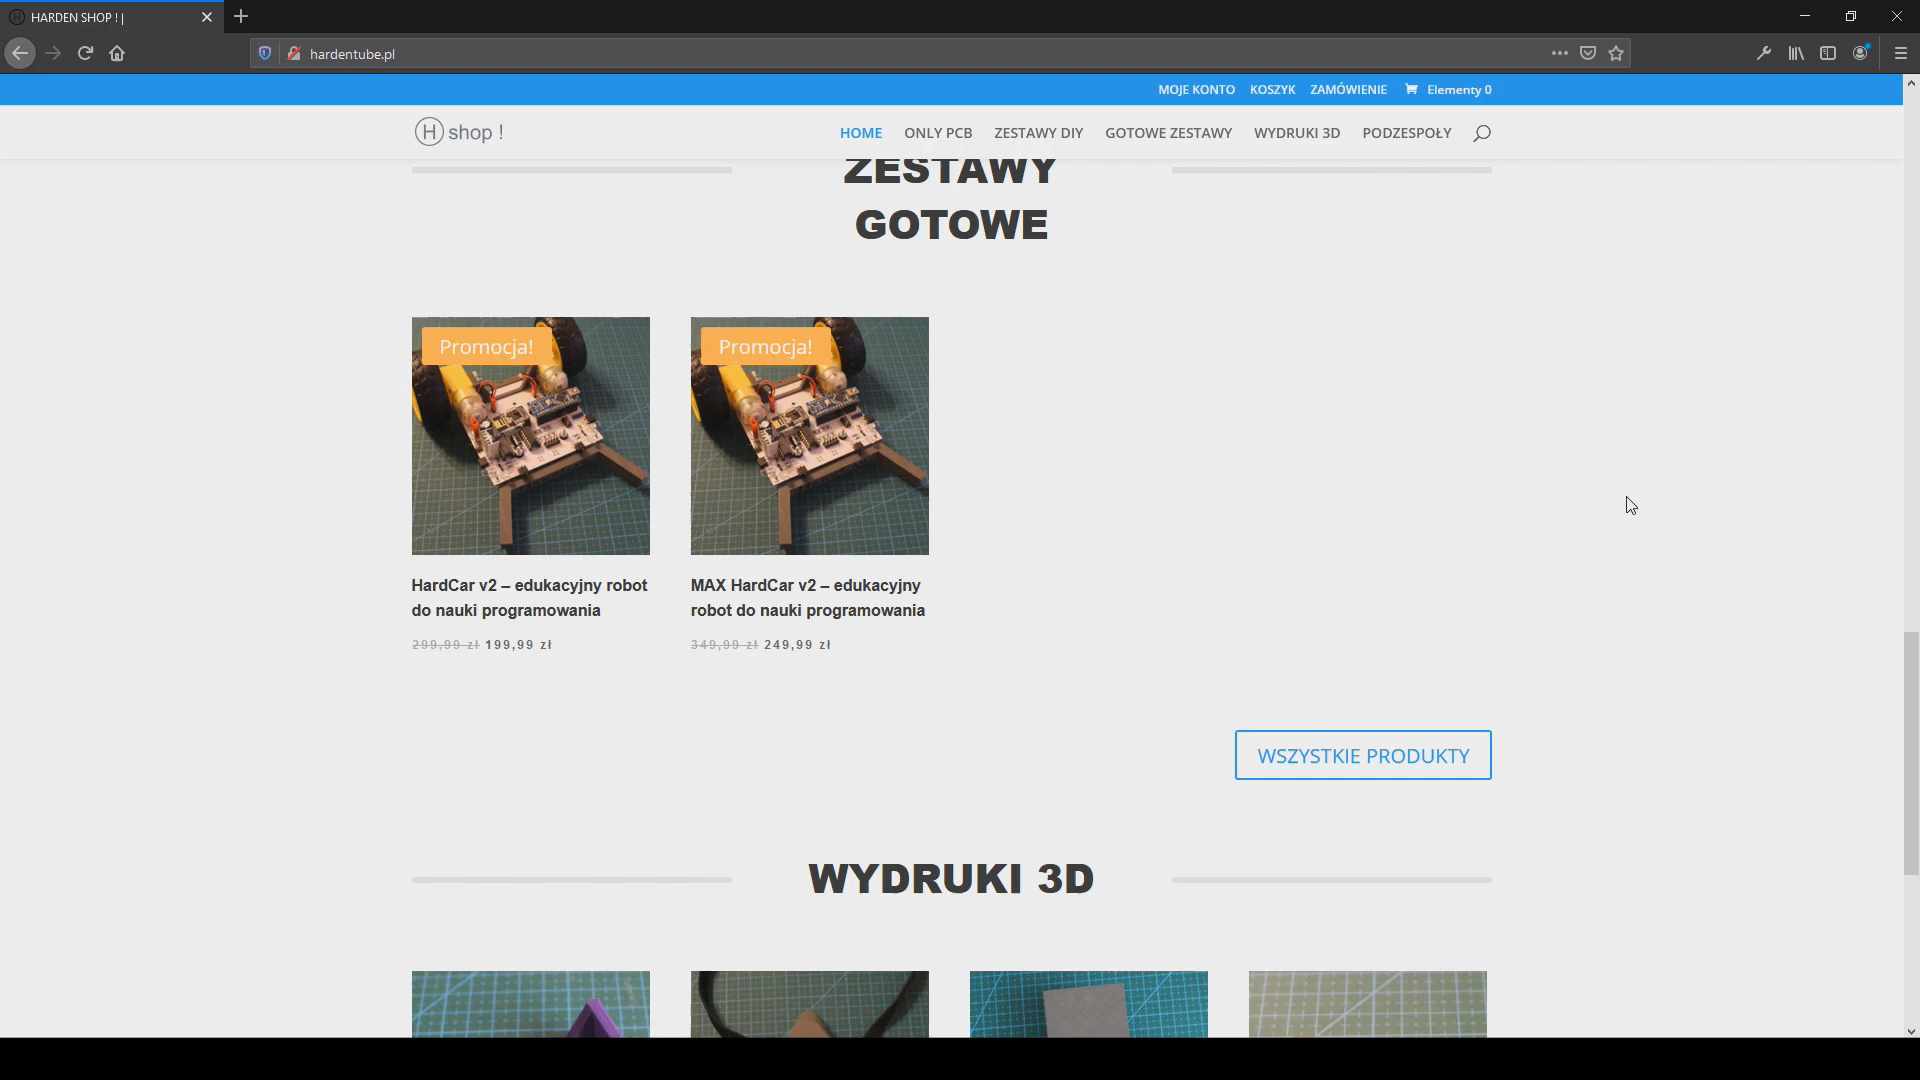 HARDEN SHOP ! |
hardentube.pl
MOJE KONTO KOSZYK ZAMÓWIENIE Elementy 0
H shop !
HOME ONLY PCB ZESTAWY DIY GOTOWE ZESTAWY WYDRUKI 3D PODZESPOŁY
ZESTAWY
GOTOWE
Promocja!
HardCar v2 – edukacyjny robot
do nauki programowania
299,99 zł 199,99 zł
Promocja!
MAX HardCar v2 – edukacyjny
robot do nauki programowania
349,99 zł 249,99 zł
WSZYSTKIE PRODUKTY
WYDRUKI 3D